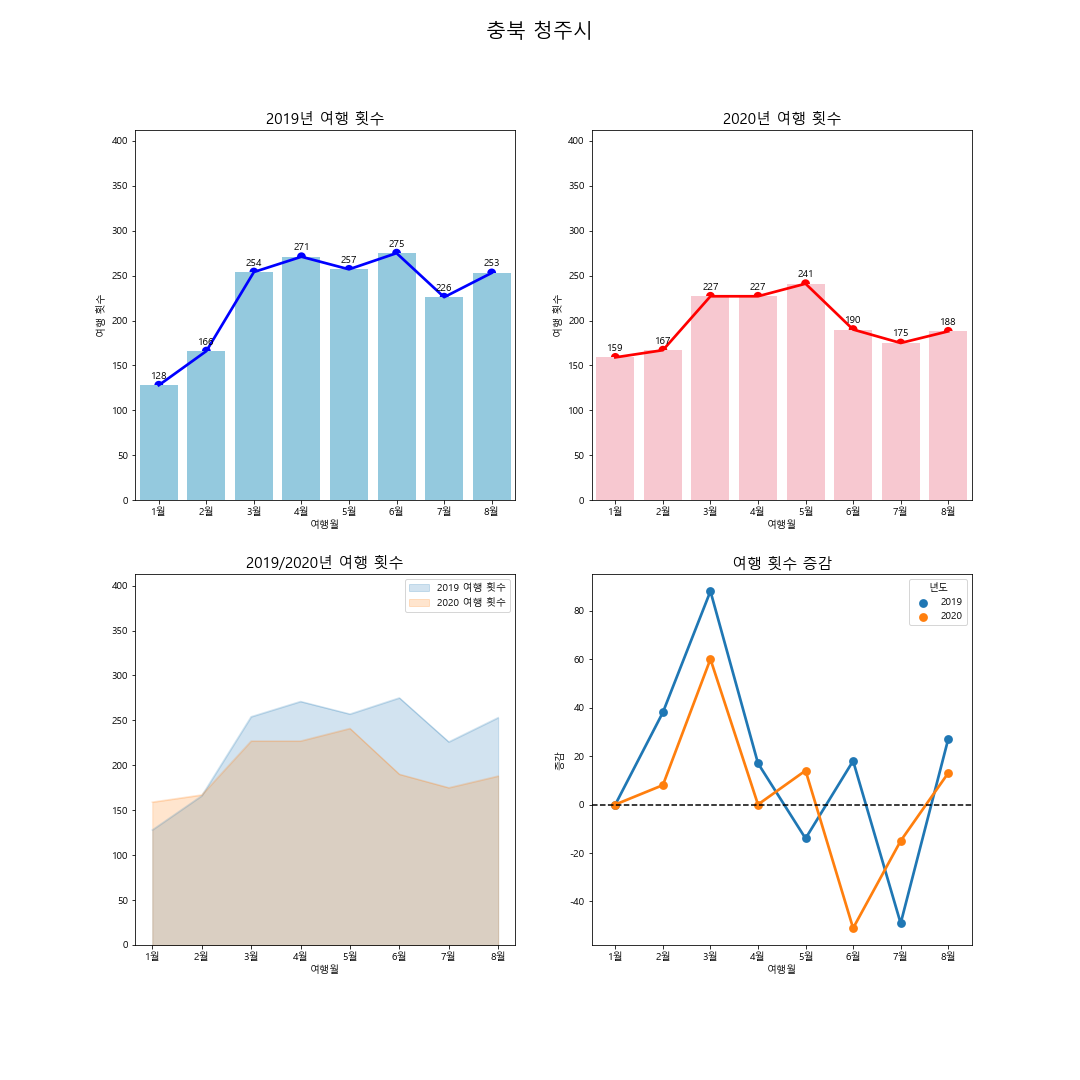 충북 청주시
2019년 여행 횟수
400
350
300
250
200
150
100
50
0
여행 횟수
128
166
254
271
257
275
226
253
1월 2월 3월 4월 5월 6월 7월 8월
여행월
2020년 여행 횟수
400
350
300
250
200
150
100
50
0
여행 횟수
159
167
227
227
241
190
175
188
1월 2월 3월 4월 5월 6월 7월 8월
여행월
2019/2020년 여행 횟수
2019 여행 횟수
2020 여행 횟수
400
350
300
250
200
150
100
50
0
1월 2월 3월 4월 5월 6월 7월 8월
여행월
여행 횟수 증감
년도
2019
2020
80
60
40
20
0
-20
-40
증감
1월 2월 3월 4월 5월 6월 7월 8월
여행월